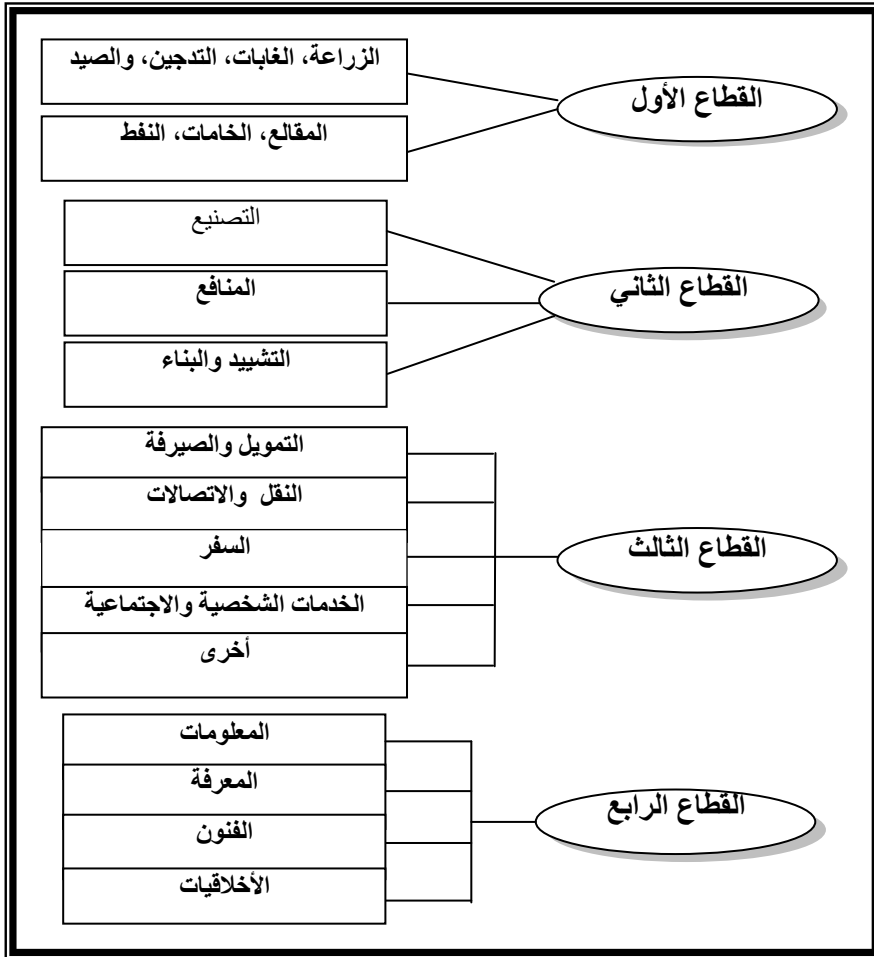 القطاع الأول
الزراعة، الغابات، التدجين، والصيد
المقالع، الخامات، النفط
القطاع الثاني
التصنيع
المنافع
التشييد والبناء
القطاع الثالث
التمويل والصيرفة
النقل والاتصالات
السفر
الخدمات الشخصية والاجتماعية
أخرى
القطاع الرابع
المعلومات
المعرفة
الفنون
الأخلاقيات